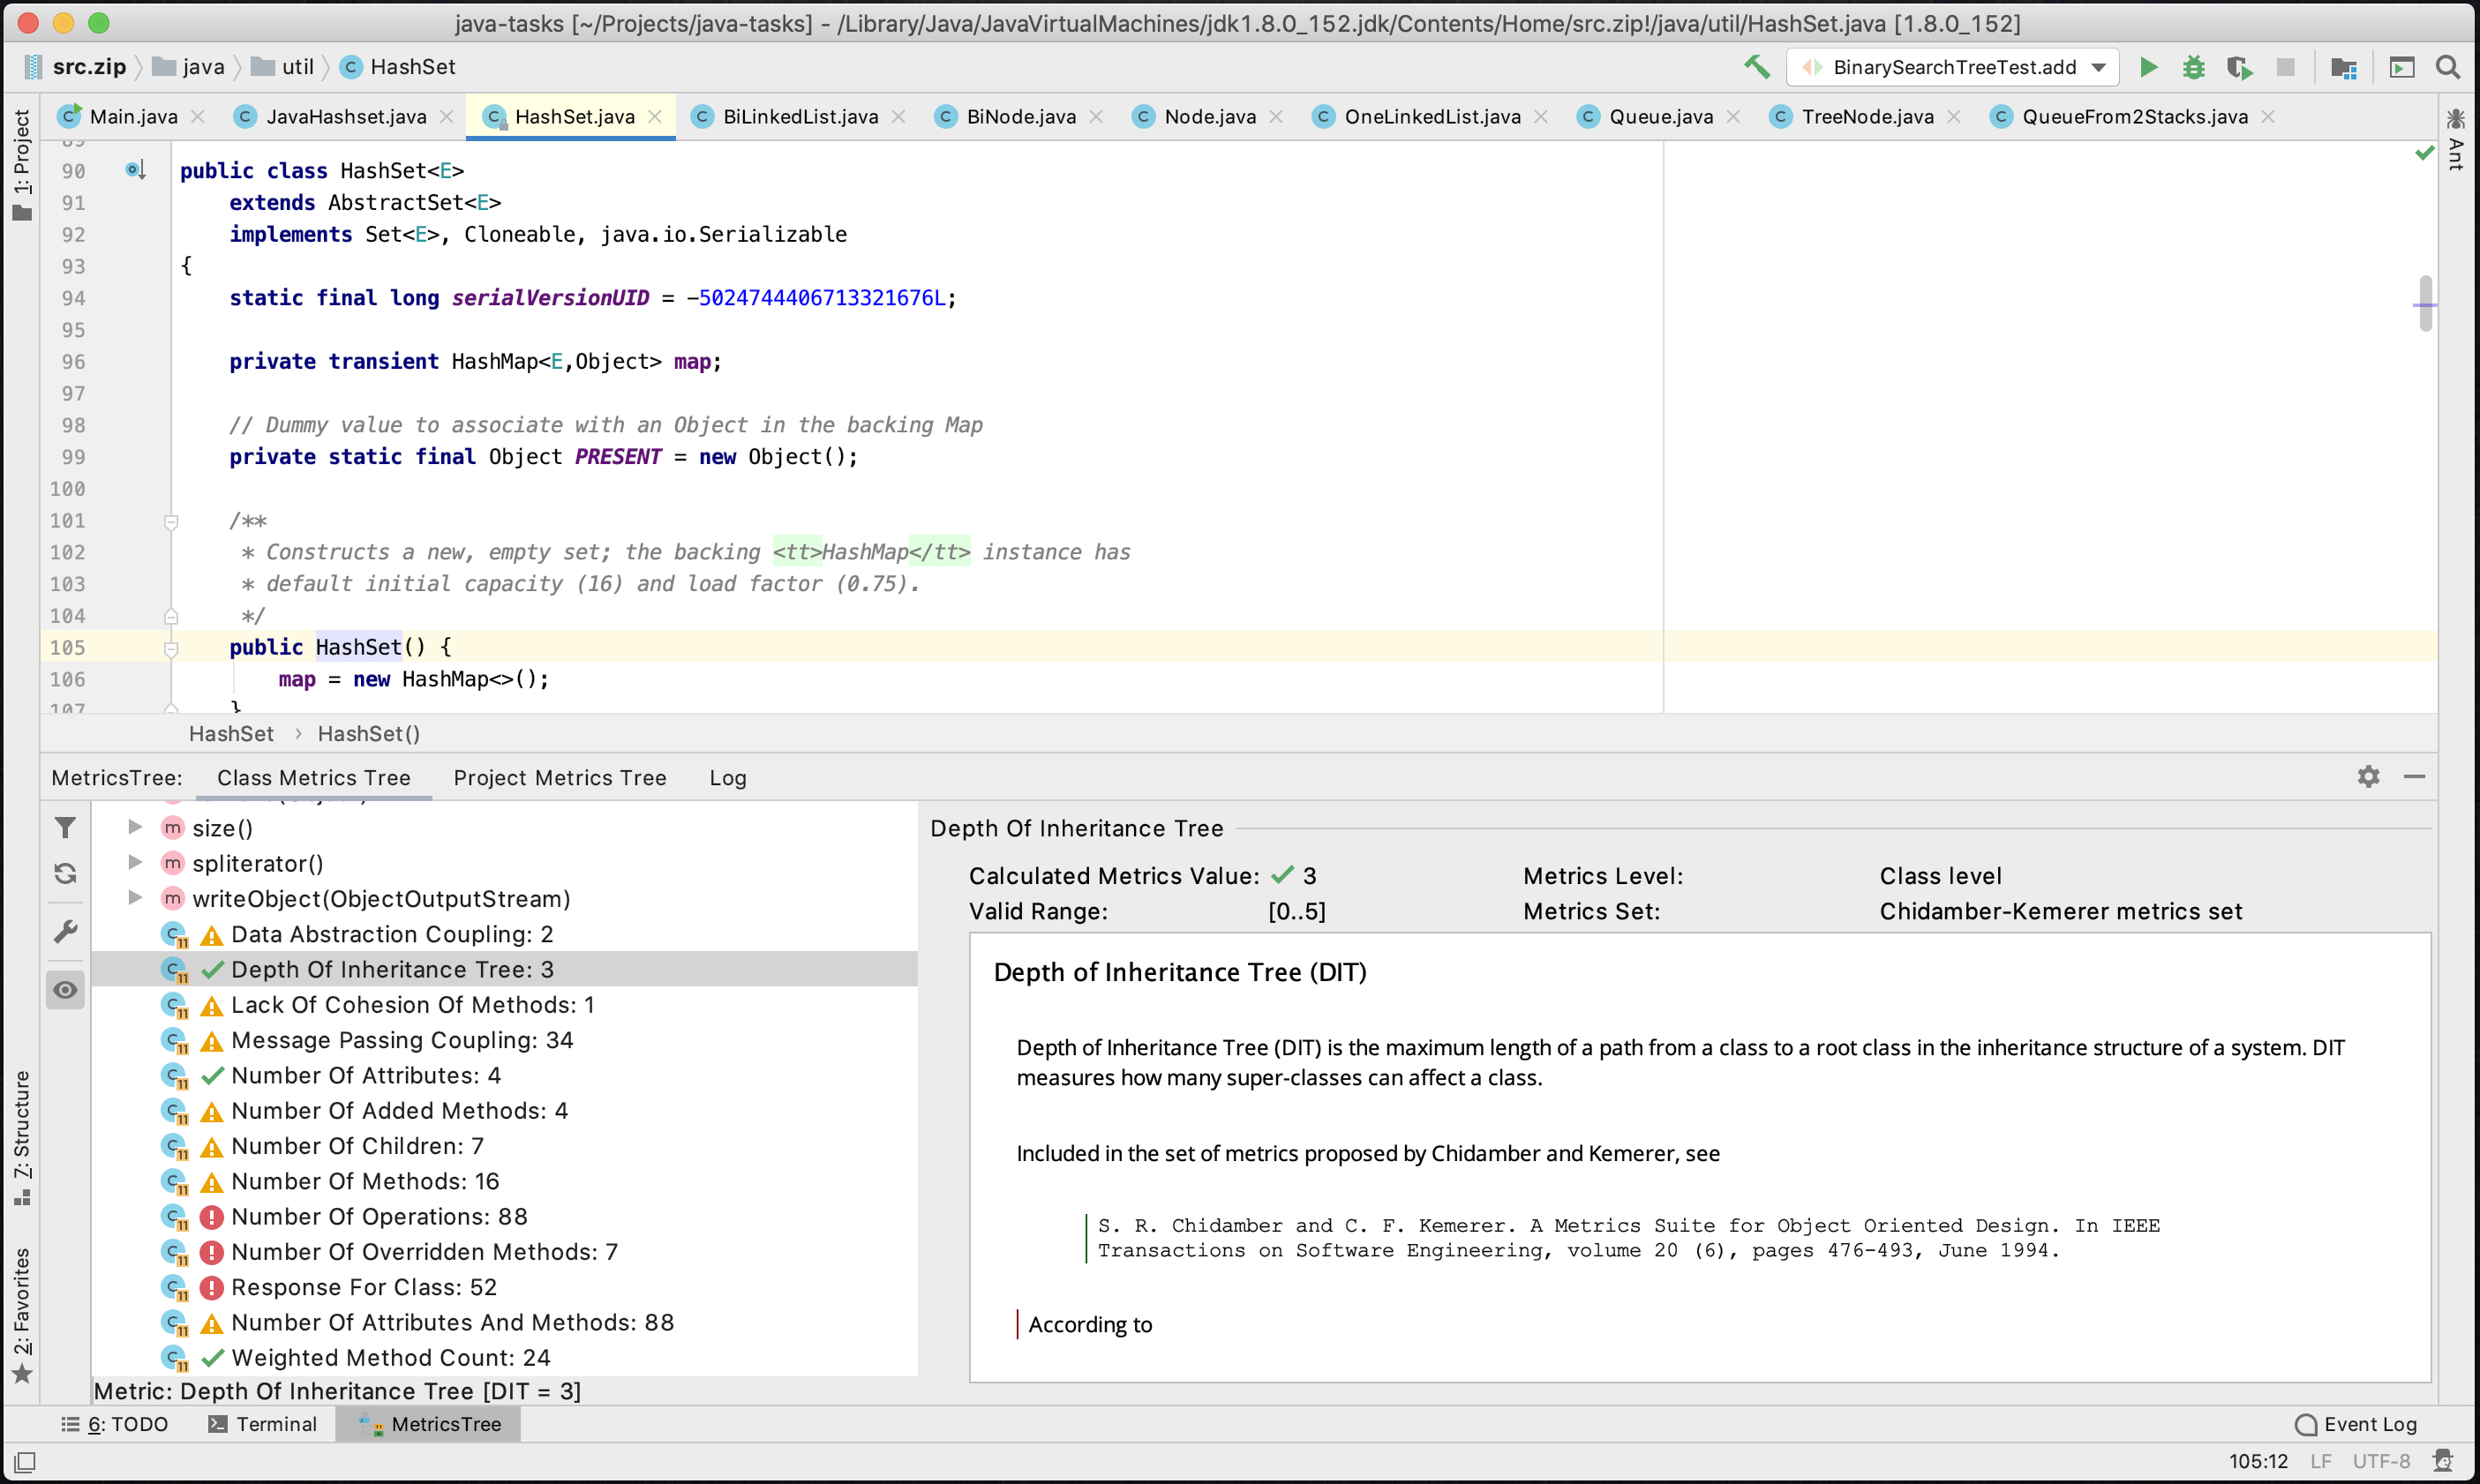 java-tasks [~/Projects/java-tasks] - /Library/Java/JavaVirtualMachines/jdk1.8.0_152.jdk/Contents/Home/src.zip!/java/util/HashSet.java [1.8.0_152]
src.zip java util HashSet BinarySearchTreeTest.add
Main.java JavaHashset.java HashSet.java BiLinkedList.java BiNode.java Node.java OneLinkedList.java Queue.java TreeNode.java QueueFrom2Stacks.java
1: Project
Ant
89
90 public class HashSet<E>
91     extends AbstractSet<E>
92     implements Set<E>, Cloneable, java.io.Serializable
93 {
94     static final long serialVersionUID = -5024744406713321676L;
95
96     private transient HashMap<E,Object> map;
97
98     // Dummy value to associate with an Object in the backing Map
99     private static final Object PRESENT = new Object();
100
101     /**
102      * Constructs a new, empty set; the backing <tt>HashMap</tt> instance has
103      * default initial capacity (16) and load factor (0.75).
104      */
105     public HashSet() {
106         map = new HashMap<>();
107     }
HashSet › HashSet()
MetricsTree: Class Metrics Tree Project Metrics Tree Log
size()
spliterator()
writeObject(ObjectOutputStream)
Data Abstraction Coupling: 2
Depth Of Inheritance Tree: 3
Lack Of Cohesion Of Methods: 1
Message Passing Coupling: 34
Number Of Attributes: 4
Number Of Added Methods: 4
Number Of Children: 7
Number Of Methods: 16
Number Of Operations: 88
Number Of Overridden Methods: 7
Response For Class: 52
Number Of Attributes And Methods: 88
Weighted Method Count: 24
Metric: Depth Of Inheritance Tree [DIT = 3]
Depth Of Inheritance Tree
Calculated Metrics Value: 3 Metrics Level: Class level
Valid Range: [0..5] Metrics Set: Chidamber-Kemerer metrics set
Depth of Inheritance Tree (DIT)
Depth of Inheritance Tree (DIT) is the maximum length of a path from a class to a root class in the inheritance structure of a system. DIT
measures how many super-classes can affect a class.
Included in the set of metrics proposed by Chidamber and Kemerer, see
S. R. Chidamber and C. F. Kemerer. A Metrics Suite for Object Oriented Design. In IEEE
Transactions on Software Engineering, volume 20 (6), pages 476-493, June 1994.
According to
7: Structure
2: Favorites
6: TODO Terminal MetricsTree Event Log
105:12 LF UTF-8